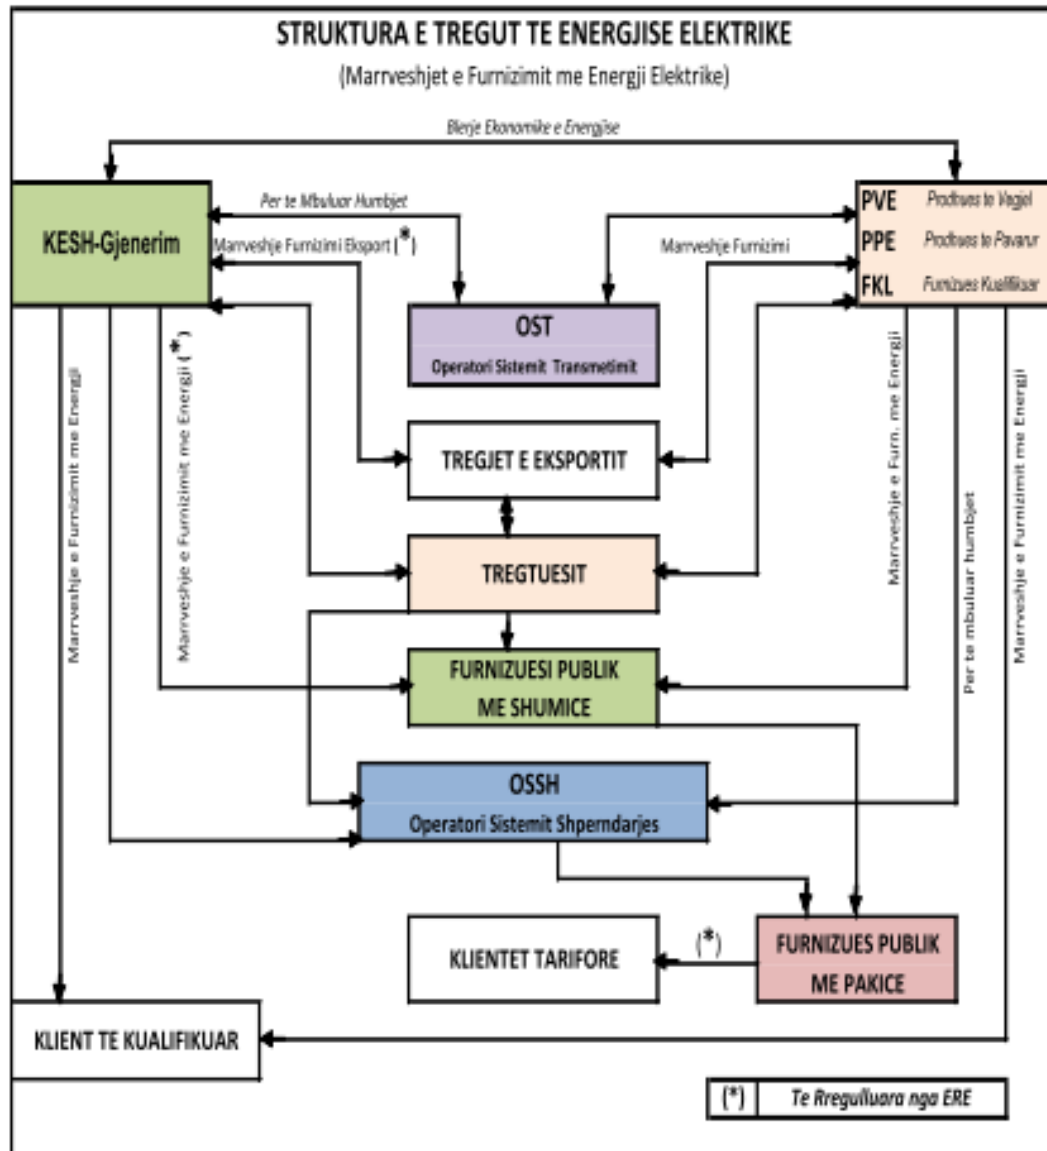 STRUKTURA E TREGUT TE ENERGJISE ELEKTRIKE
(Marrveshjet e Furnizimit me Energji Elektrike)
Blerje Ekonomike e Energjise
KESH-Gjenerim
Per te Mbuluar Humbjet
Marrveshje Furnizimi Eksport (*)
Marrveshje Furnizimi
PVE Prodhues te Vegjel
PPE Prodhues te Pavarur
FKL Furnizues Kualifikuar
OST
Operatori Sistemit Transmetimit
Marrveshje e Furnizimit me Energji
Marrveshje e Furnizimit me Energji (*)
Marrveshje e Furn. me Energji
Per te mbuluar humbjet
Marrveshje e Furnizimit me Energji
TREGJET E EKSPORTIT
TREGTUESIT
FURNIZUESI PUBLIK
ME SHUMICE
OSSH
Operatori Sistemit Shperndarjes
KLIENTET TARIFORE
(*)
FURNIZUES PUBLIK
ME PAKICE
KLIENT TE KUALIFIKUAR
(*) Te Rregulluara nga ERE